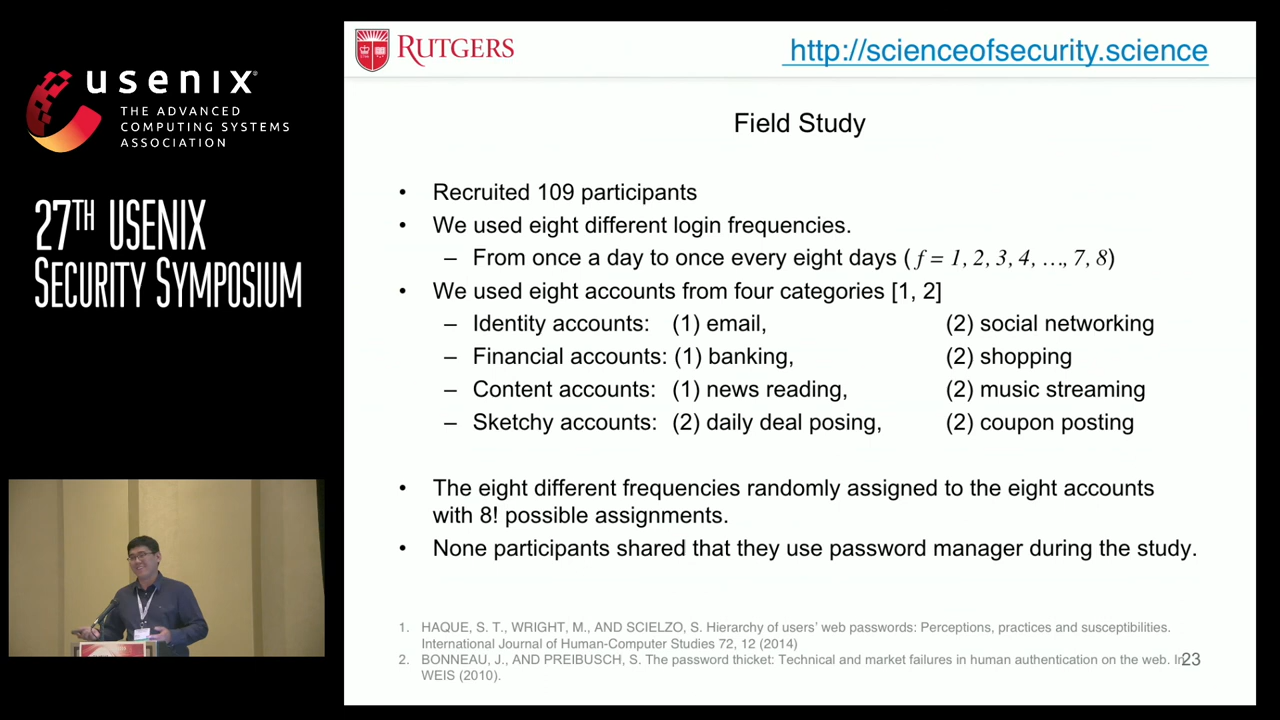 usenix®
THE ADVANCED
COMPUTING SYSTEMS
ASSOCIATION
27TH USENIX
SECURITY SYMPOSIUM
RUTGERS
http://scienceofsecurity.science
Field Study
• Recruited 109 participants
• We used eight different login frequencies.
– From once a day to once every eight days ( f = 1, 2, 3, 4, …, 7, 8)
• We used eight accounts from four categories [1, 2]
– Identity accounts: (1) email, (2) social networking
– Financial accounts: (1) banking, (2) shopping
– Content accounts: (1) news reading, (2) music streaming
– Sketchy accounts: (2) daily deal posing, (2) coupon posting
• The eight different frequencies randomly assigned to the eight accounts
with 8! possible assignments.
• None participants shared that they use password manager during the study.
1. HAQUE, S. T., WRIGHT, M., AND SCIELZO, S. Hierarchy of users' web passwords: Perceptions, practices and susceptibilities.
International Journal of Human-Computer Studies 72, 12 (2014)
2. BONNEAU, J., AND PREIBUSCH, S. The password thicket: Technical and market failures in human authentication on the web. In
WEIS (2010).
23